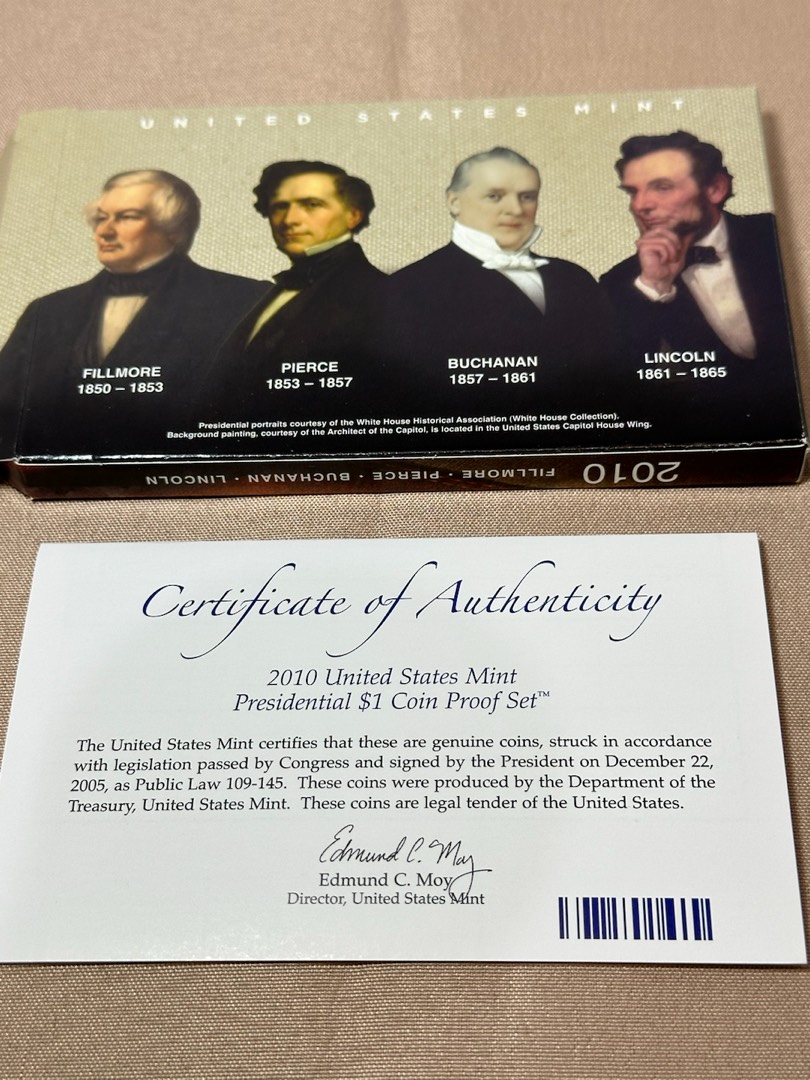 UNITED STATES MINT
FILLMORE
1850 – 1853
PIERCE
1853 – 1857
BUCHANAN
1857 – 1861
LINCOLN
1861 – 1865
Presidential portraits courtesy of the White House Historical Association (White House Collection).
Background painting, courtesy of the Architect of the Capitol, is located in the United States Capitol House Wing.
2010 FILLMORE · PIERCE · BUCHANAN · LINCOLN
Certificate of Authenticity
2010 United States Mint
Presidential $1 Coin Proof Set™
The United States Mint certifies that these are genuine coins, struck in accordance
with legislation passed by Congress and signed by the President on December 22,
2005, as Public Law 109-145. These coins were produced by the Department of the
Treasury, United States Mint. These coins are legal tender of the United States.
Edmund C. Moy
Edmund C. Moy
Director, United States Mint